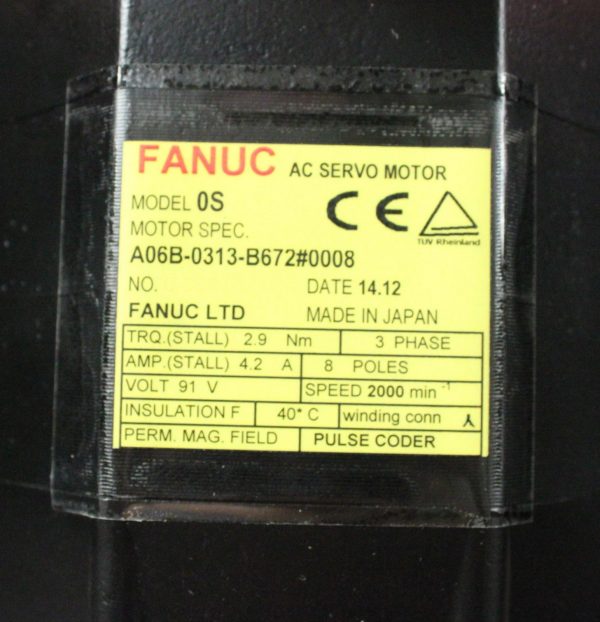 FANUC AC SERVO MOTOR
MODEL 0S
MOTOR SPEC.
TÜV Rheinland
A06B-0313-B672#0008
NO. DATE 14.12
FANUC LTD MADE IN JAPAN
TRQ.(STALL) 2.9 Nm 3 PHASE
AMP.(STALL) 4.2 A 8 POLES
VOLT 91 V SPEED 2000 min⁻¹
INSULATION F 40* C winding conn
PERM. MAG. FIELD PULSE CODER